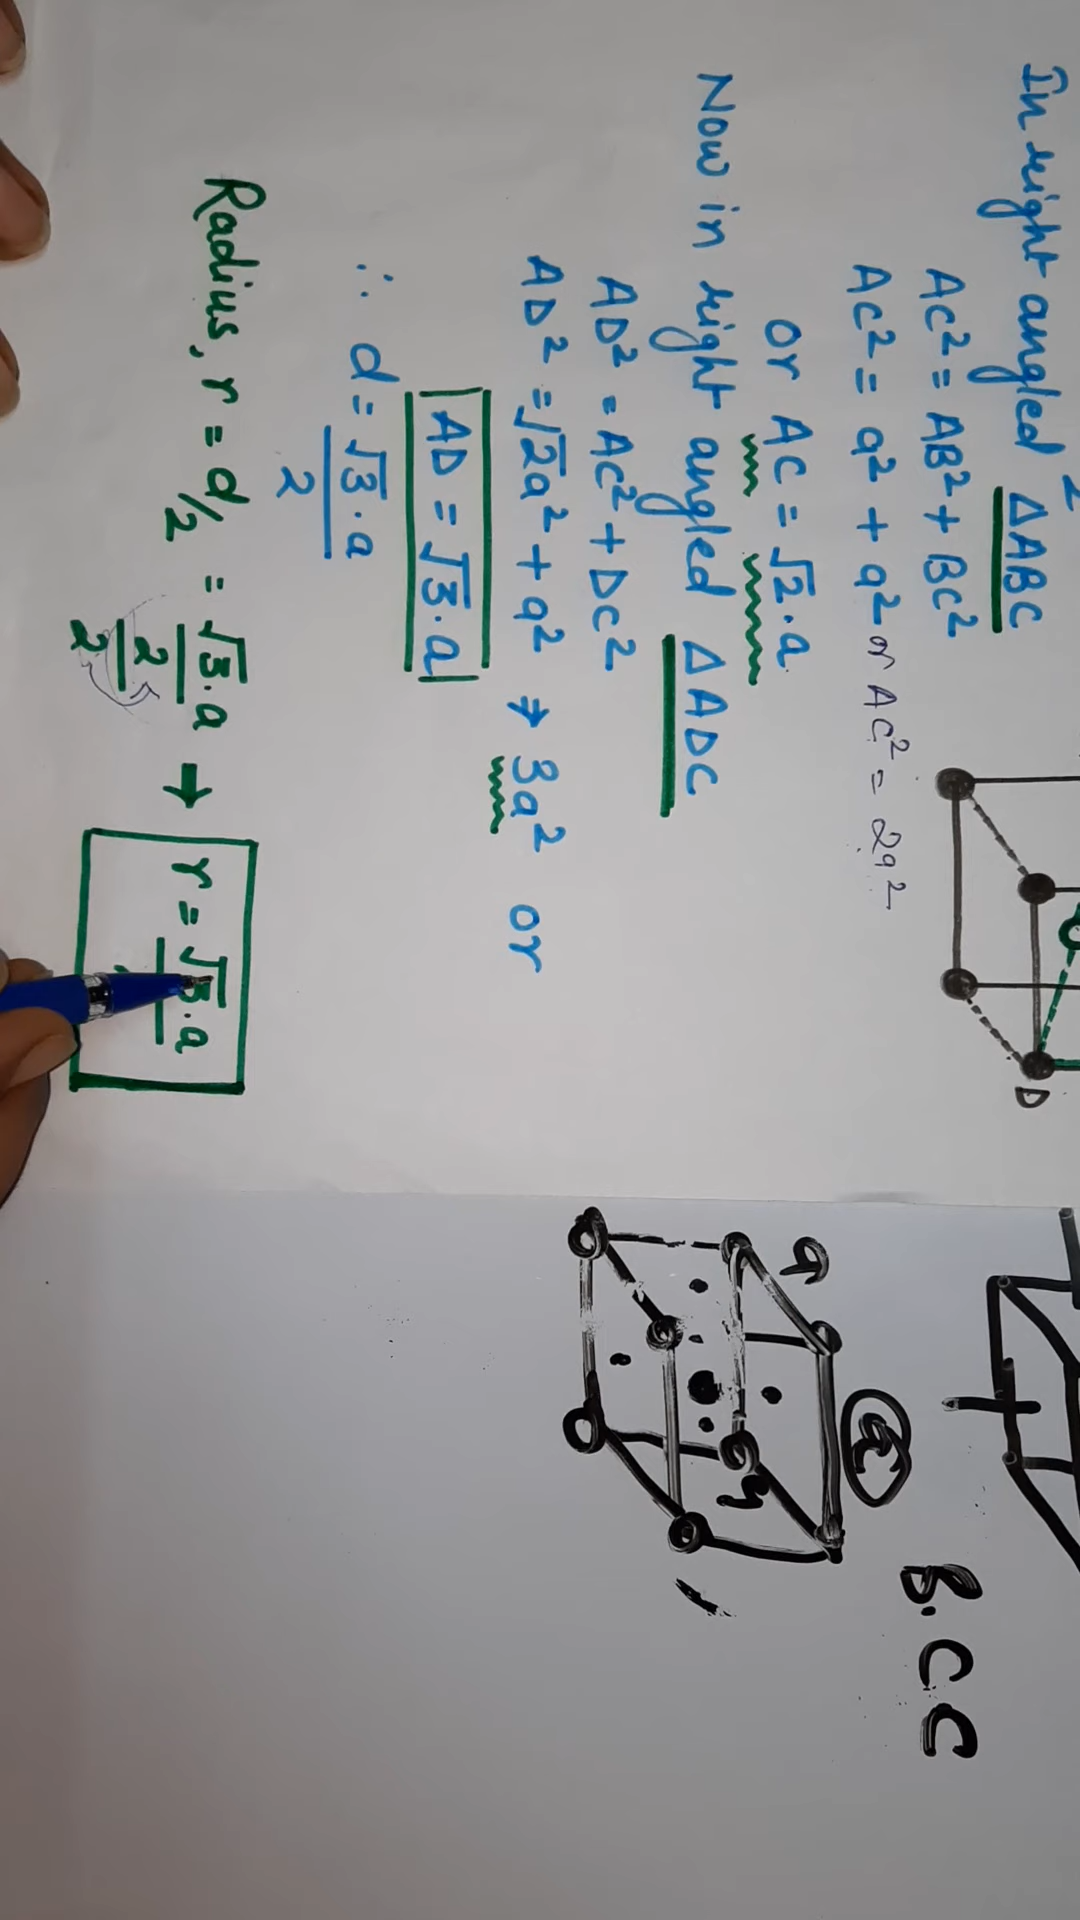 2
In right angled ΔABC
AC² = AB² + BC²
AC² = a² + a² or AC² = 2a²
or AC = √2.a
Now in right angled ΔADC
AD² = AC² + DC²
AD² = √2a² + a² → 3a² or
AD = √3.a
∴ d = √3.a
2
Radius, r = d/2 = √3.a → r = √3.a
2
2
D
B.C.C
a